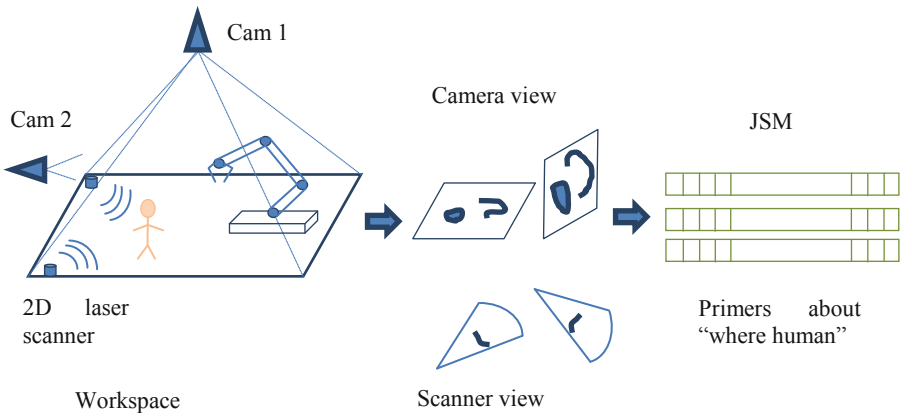 Cam 1
Cam 2
Camera view
JSM
2D laser
scanner
Primers about
“where human”
Workspace
Scanner view